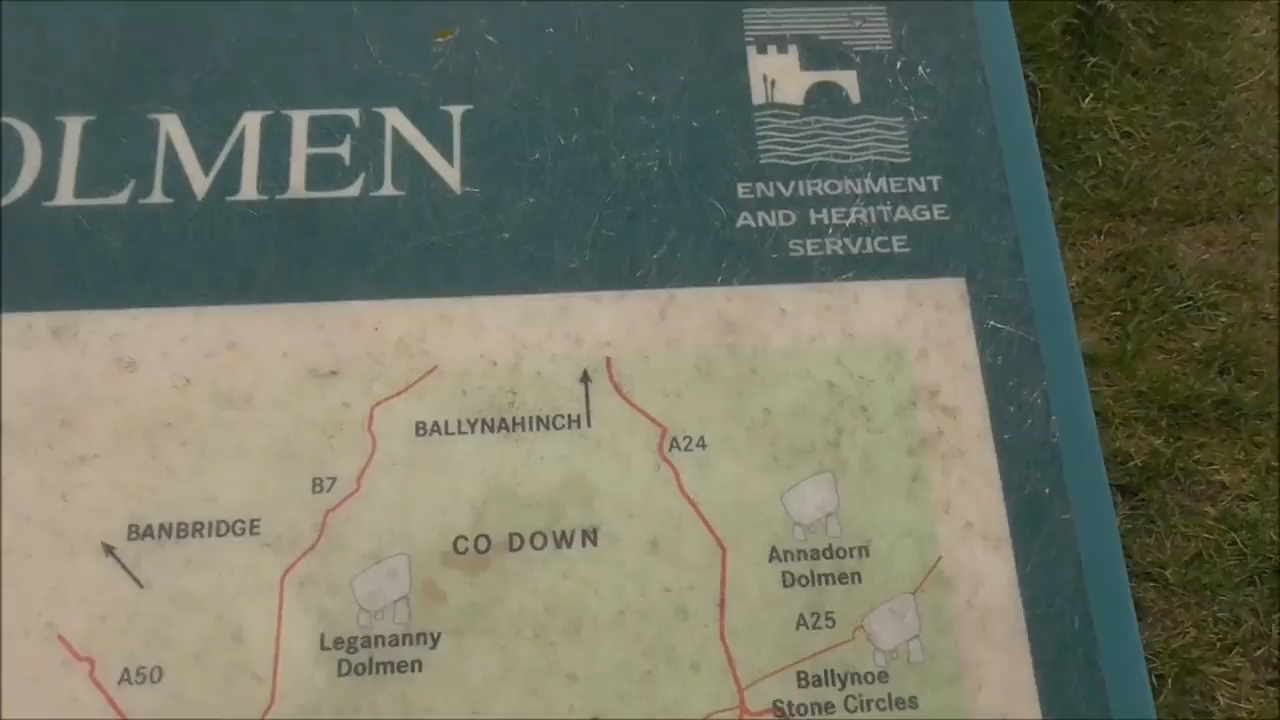 OLMEN
ENVIRONMENT
AND HERITAGE
SERVICE
BALLYNAHINCH
A24
B7
BANBRIDGE
CO DOWN
Annadorn
Dolmen
Legananny
Dolmen
A25
A50
Ballynoe
Stone Circles